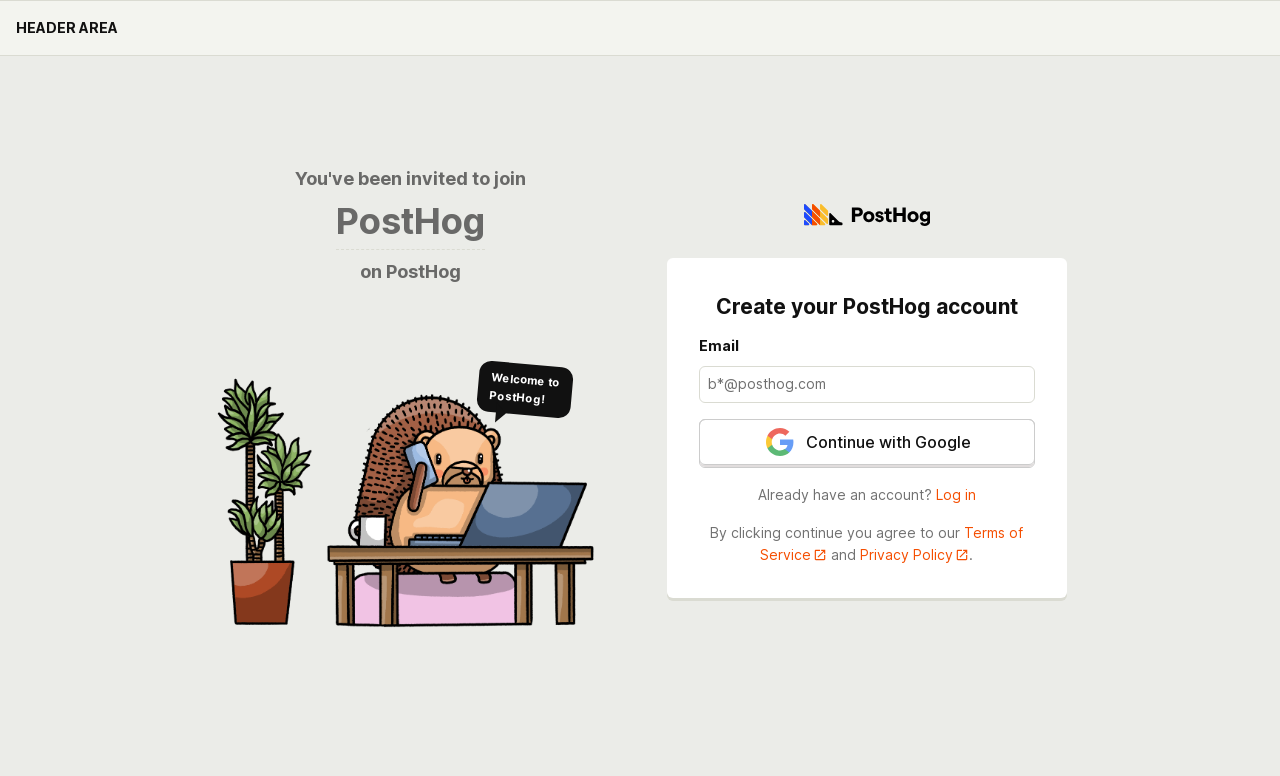 HEADER AREA
You've been invited to join
PostHog
on PostHog
Welcome to
PostHog!
PostHog
Create your PostHog account
Email
b*@posthog.com
Continue with Google
Already have an account? Log in
By clicking continue you agree to our Terms of
Service and Privacy Policy.